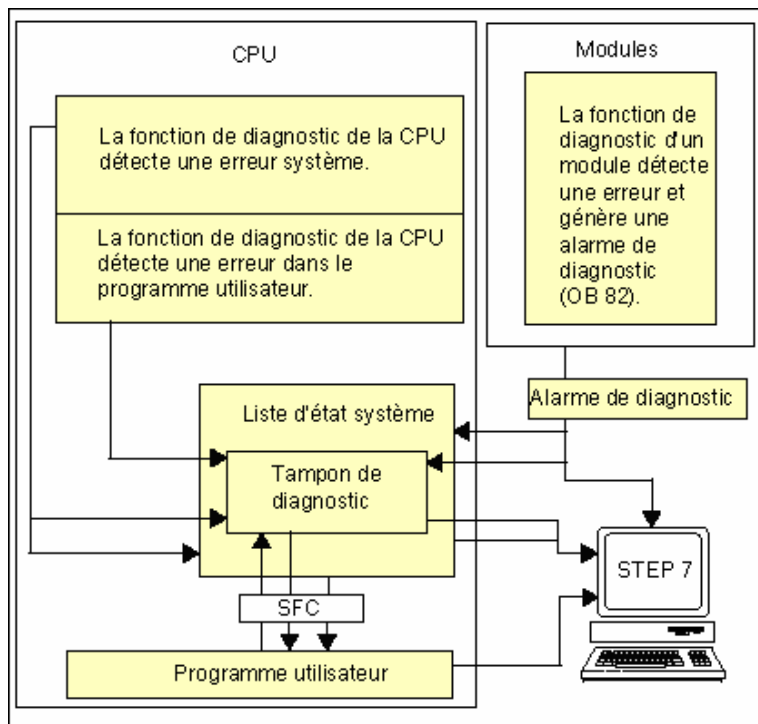 CPU
La fonction de diagnostic de la CPU
détecte une erreur système.
La fonction de diagnostic de la CPU
détecte une erreur dans le
programme utilisateur.
Modules
La fonction de
diagnostic d'un
module détecte
une erreur et
génère une
alarme de
diagnostic
(OB 82).
Alarme de diagnostic
Liste d'état système
Tampon de
diagnostic
STEP 7
SFC
Programme utilisateur